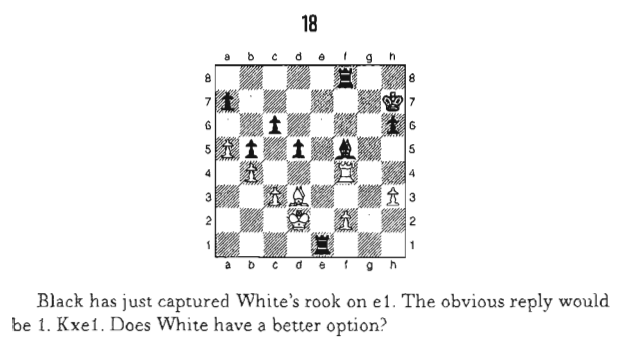 18
a b c d e f g h
8 8
7 7
6 6
5 5
4 4
3 3
2 2
1 1
a b c d e f g h
Black has just captured White's rook on e1. The obvious reply would
be 1. Kxe1. Does White have a better option?